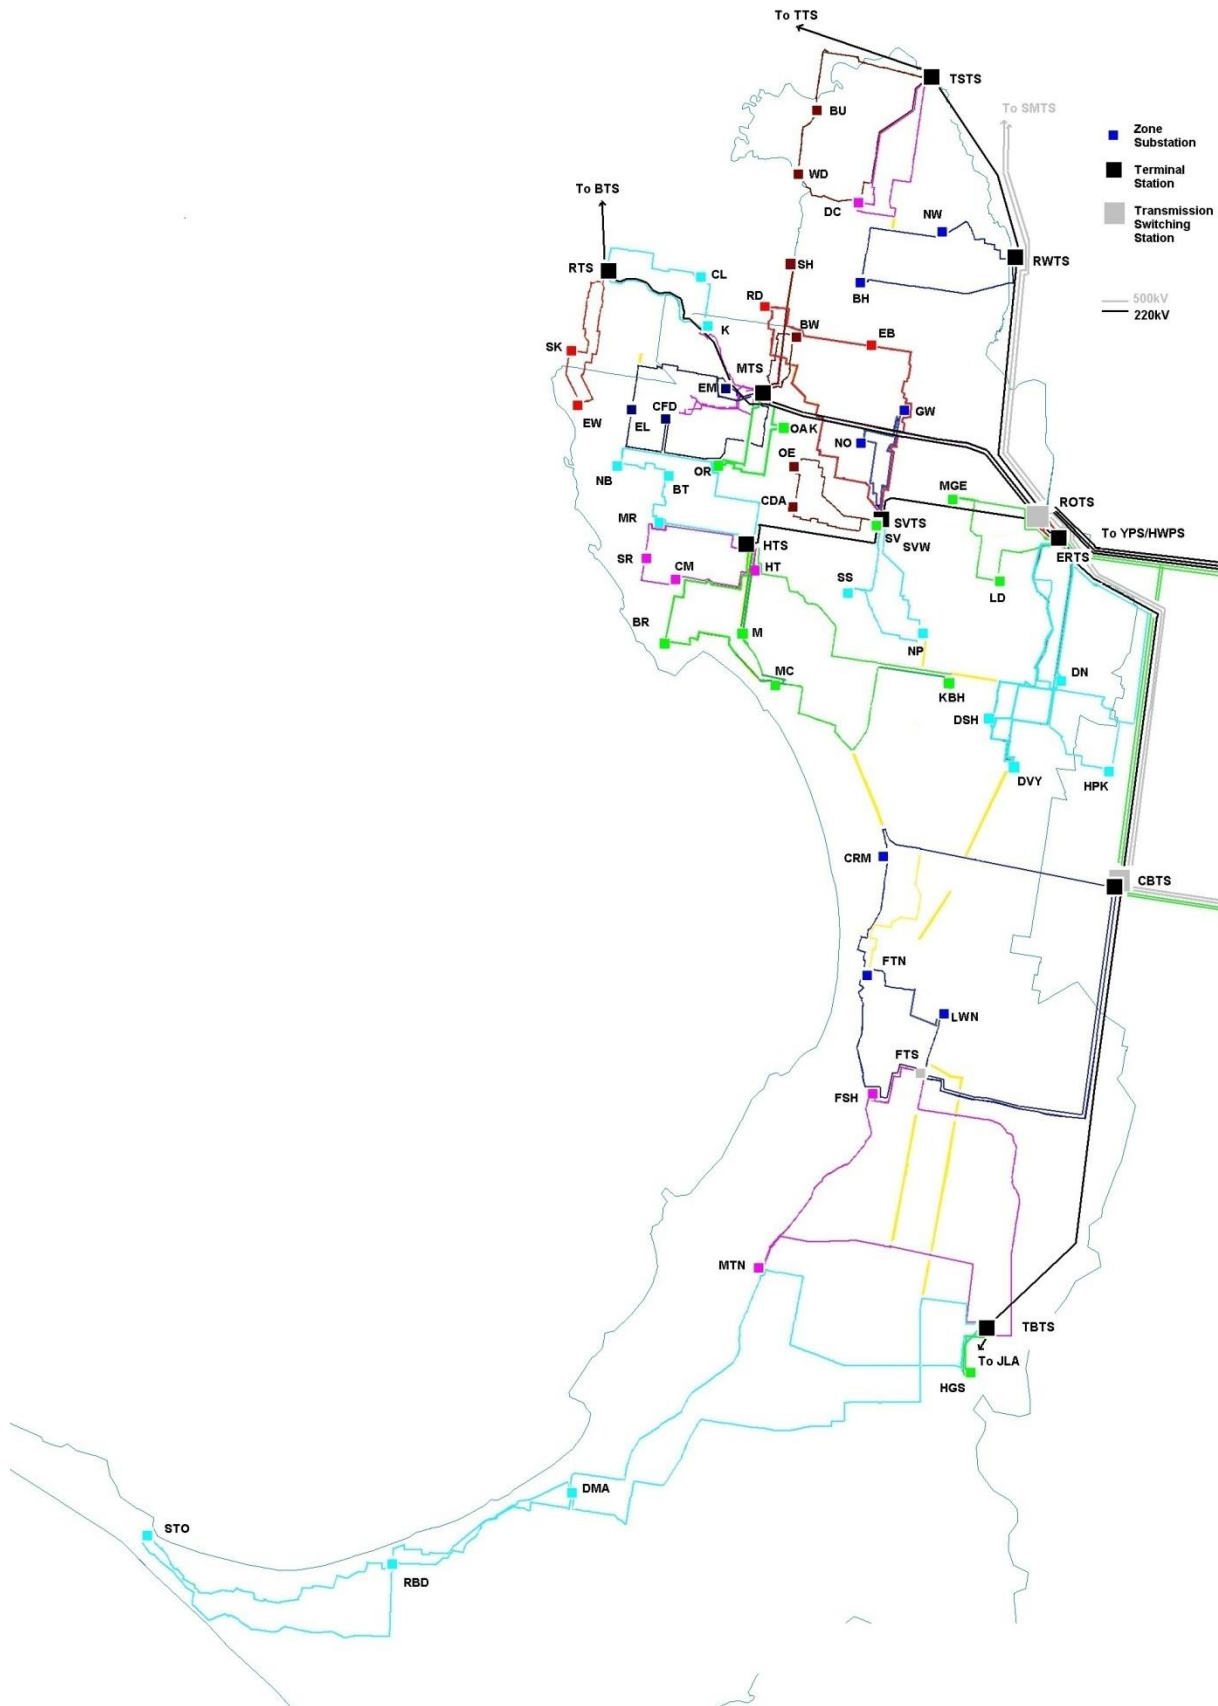 To TTS
TSTS
To SMTS
Zone
Substation
BU
Terminal
Station
WD
To BTS
DC
NW
Transmission
Switching
Station
RTS
CL
SH
RWTS
BH
RD
500kV
220kV
K
BW
EB
SK
MTS
EM
EW
EL
CFD
GW
OAK
NO
OE
NB
BT
OR
MGE
CDA
ROTS
MR
SVTS
SV
SVW
To YPS/HWPS
HTS
ERTS
SR
CM
HT
SS
LD
BR
M
NP
MC
KBH
DN
DSH
DVY
HPK
CRM
CBTS
FTN
LWN
FTS
FSH
MTN
TBTS
To JLA
HGS
DMA
STO
RBD